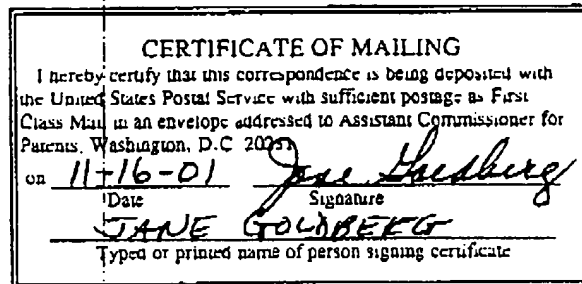 CERTIFICATE OF MAILING
I hereby certify that this correspondence is being deposited with
the United States Postal Service with sufficient postage as First
Class Mail in an envelope addressed to Assistant Commissioner for
Patents, Washington, D.C 20231
on 11-16-01 Jane Goldberg
Date Signature
JANE GOLDBERG
Typed or printed name of person signing certificate